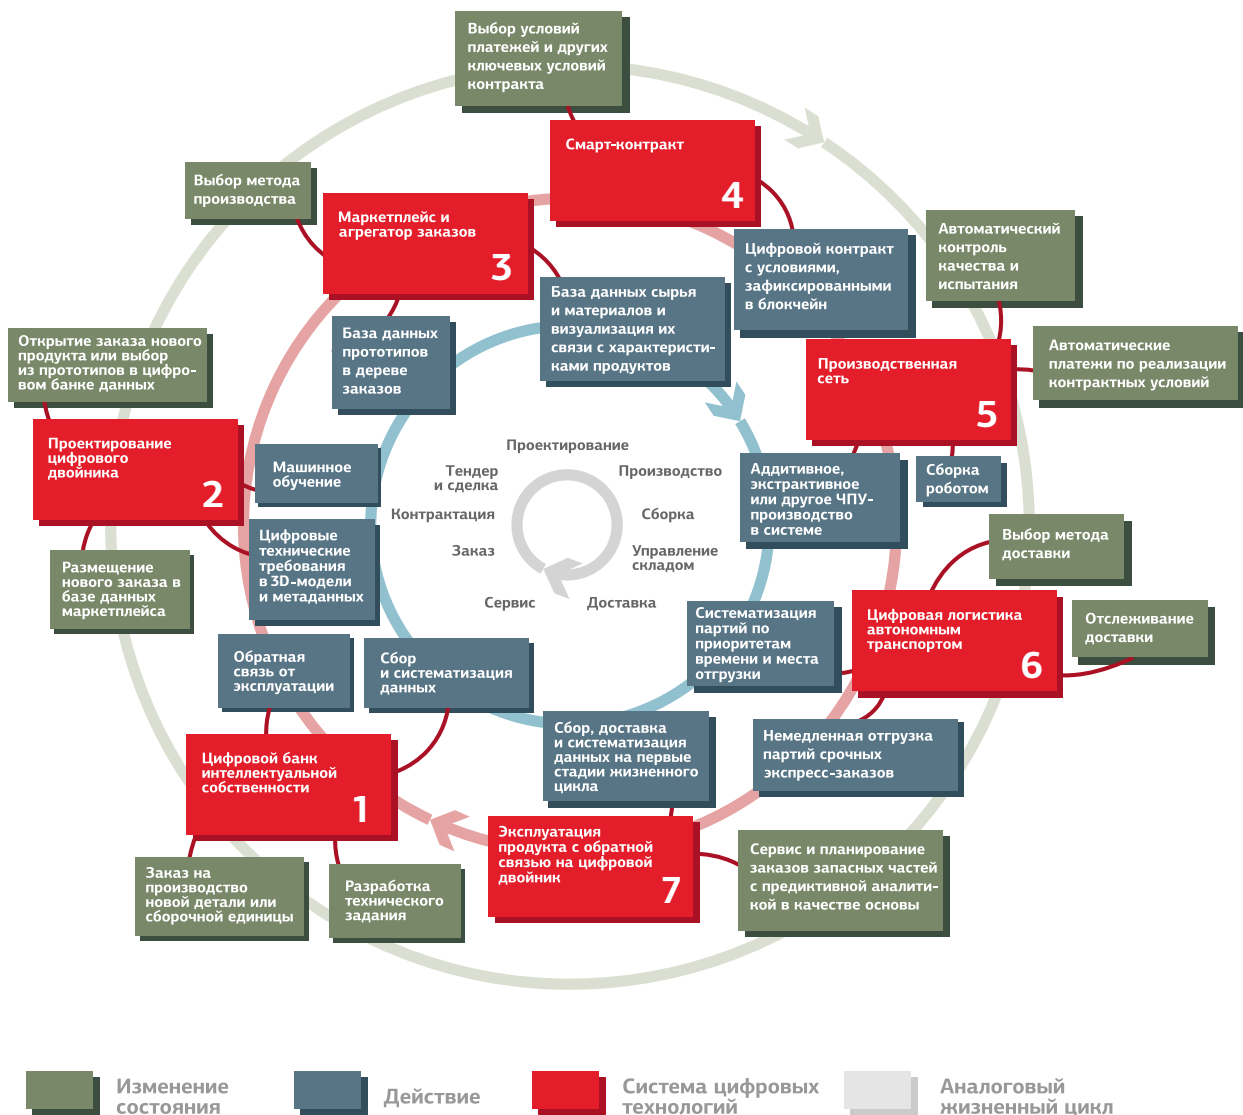 Выбор условий
платежей и других
ключевых условий
контракта
Смарт-контракт
4
Выбор метода
производства
Маркетплейс и
агрегатор заказов
3
Цифровой контракт
с условиями,
зафиксированными
в блокчейн
Автоматический
контроль
качества и
испытания
База данных сырья
и материалов и
визуализация их
связи с характеристи-
ками продуктов
База данных
прототипов
в дереве
заказов
Открытие заказа нового
продукта или выбор
из прототипов в цифро-
вом банке данных
Производственная
сеть
5
Автоматические
платежи по реализации
контрактных условий
Проектирование
цифрового
двойника
2
Машинное
обучение
Цифровые
технические
требования
в 3D-модели
и метаданных
Размещение
нового заказа в
базе данных
маркетплейса
Проектирование
Производство
Сборка
Управление
складом
Доставка
Сервис
Заказ
Контрактация
Тендер
и сделка
Аддитивное,
экстрактивное
или другое ЧПУ-
производство
в системе
Сборка
роботом
Выбор метода
доставки
Цифровая логистика
автономным
транспортом
6
Отслеживание
доставки
Систематизация
партий по
приоритетам
времени и места
отгрузки
Немедленная отгрузка
партий срочных
экспресс-заказов
Обратная
связь от
эксплуатации
Сбор
и систематизация
данных
Цифровой банк
интеллектуальной
собственности
1
Сбор, доставка
и систематизация
данных на первые
стадии жизненного
цикла
Эксплуатация
продукта с обратной
связью на цифровой
двойник
7
Сервис и планирование
заказов запасных частей
с предиктивной аналити-
кой в качестве основы
Заказ на
производство
новой детали или
сборочной единицы
Разработка
технического
задания
Изменение
состояния
Действие
Система цифровых
технологий
Аналоговый
жизненный цикл